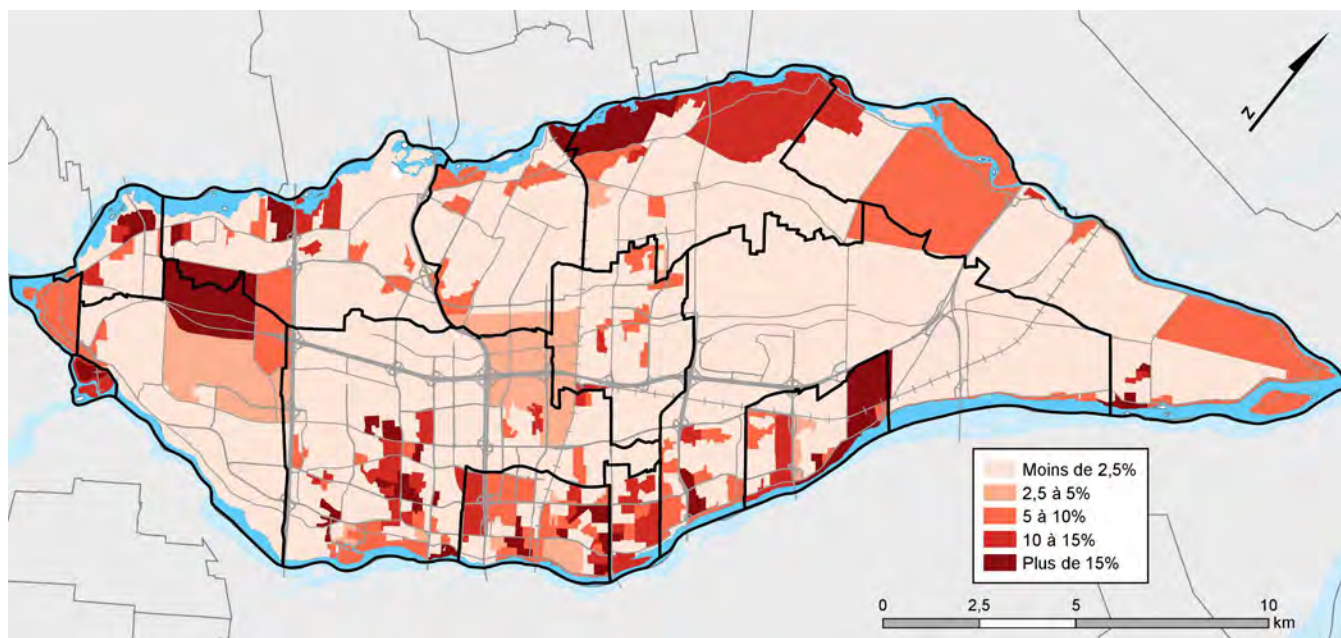 N
Moins de 2,5%
2,5 à 5%
5 à 10%
10 à 15%
Plus de 15%
0 2,5 5 10
km